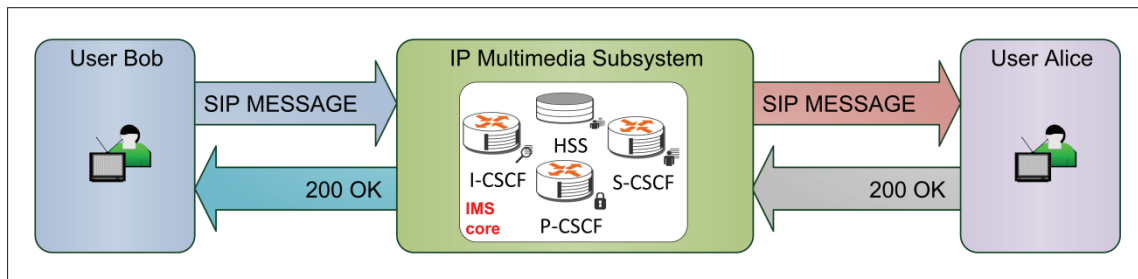 User Bob
IP Multimedia Subsystem
User Alice
SIP MESSAGE
SIP MESSAGE
HSS
I-CSCF
S-CSCF
200 OK
200 OK
IMS
core
P-CSCF